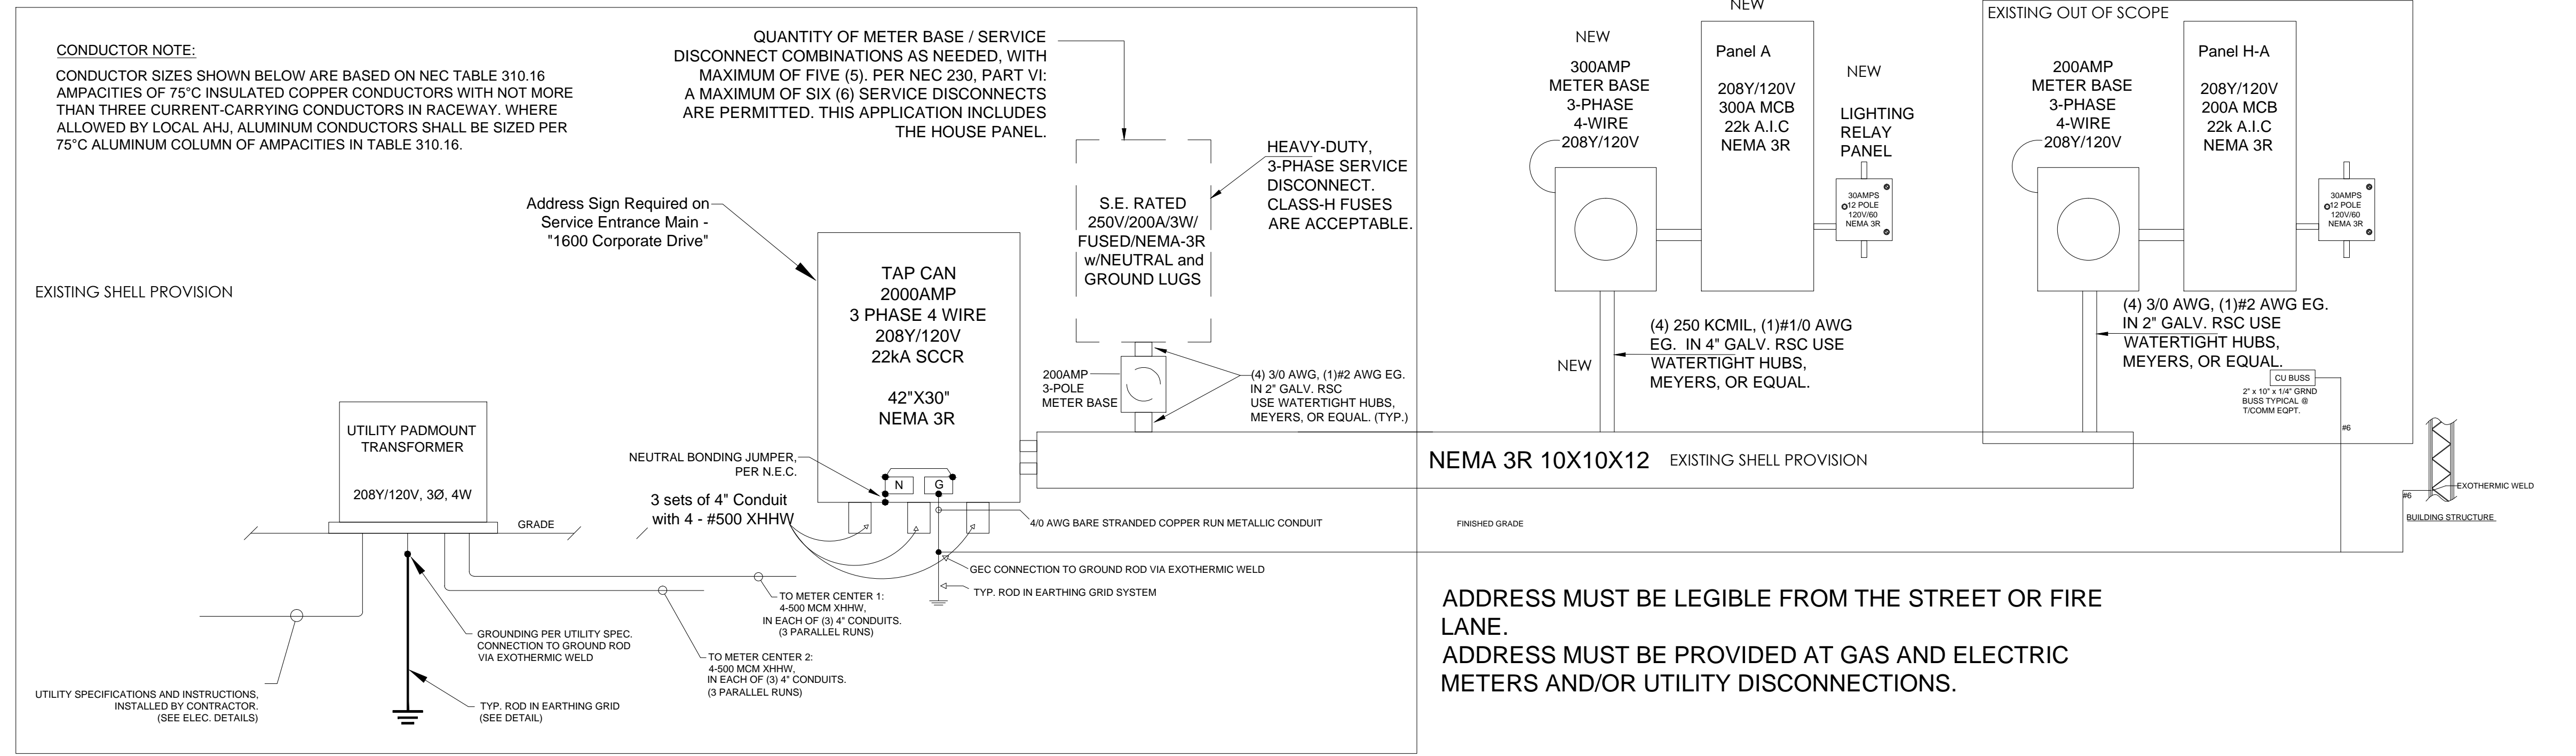 CONDUCTOR NOTE:
CONDUCTOR SIZES SHOWN BELOW ARE BASED ON NEC TABLE 310.16
AMPACITIES OF 75°C INSULATED COPPER CONDUCTORS WITH NOT MORE
THAN THREE CURRENT-CARRYING CONDUCTORS IN RACEWAY. WHERE
ALLOWED BY LOCAL AHJ, ALUMINUM CONDUCTORS SHALL BE SIZED PER
75°C ALUMINUM COLUMN OF AMPACITIES IN TABLE 310.16.
QUANTITY OF METER BASE / SERVICE
DISCONNECT COMBINATIONS AS NEEDED, WITH
MAXIMUM OF FIVE (5). PER NEC 230, PART VI:
A MAXIMUM OF SIX (6) SERVICE DISCONNECTS
ARE PERMITTED. THIS APPLICATION INCLUDES
THE HOUSE PANEL.
HEAVY-DUTY,
3-PHASE SERVICE
DISCONNECT.
CLASS-H FUSES
ARE ACCEPTABLE.
S.E. RATED
250V/200A/3W/
FUSED/NEMA-3R
w/NEUTRAL and
GROUND LUGS
Address Sign Required on
Service Entrance Main -
"1600 Corporate Drive"
EXISTING SHELL PROVISION
TAP CAN
2000AMP
3 PHASE 4 WIRE
208Y/120V
22kA SCCR
42"X30"
NEMA 3R
200AMP
3-POLE
METER BASE
(4) 3/0 AWG, (1)#2 AWG EG.
IN 2" GALV. RSC
USE WATERTIGHT HUBS,
MEYERS, OR EQUAL. (TYP.)
UTILITY PADMOUNT
TRANSFORMER
208Y/120V, 3Ø, 4W
GRADE
NEUTRAL BONDING JUMPER,
PER N.E.C.
N
G
3 sets of 4" Conduit
with 4 - #500 XHHW
4/0 AWG BARE STRANDED COPPER RUN METALLIC CONDUIT
GEC CONNECTION TO GROUND ROD VIA EXOTHERMIC WELD
TYP. ROD IN EARTHING GRID SYSTEM
TO METER CENTER 1:
4-500 MCM XHHW,
IN EACH OF (3) 4" CONDUITS.
(3 PARALLEL RUNS)
TO METER CENTER 2:
4-500 MCM XHHW,
IN EACH OF (3) 4" CONDUITS.
(3 PARALLEL RUNS)
GROUNDING PER UTILITY SPEC.
CONNECTION TO GROUND ROD
VIA EXOTHERMIC WELD
TYP. ROD IN EARTHING GRID
(SEE DETAIL)
UTILITY SPECIFICATIONS AND INSTRUCTIONS,
INSTALLED BY CONTRACTOR.
(SEE ELEC. DETAILS)
NEW
300AMP
METER BASE
3-PHASE
4-WIRE
208Y/120V
NEW
Panel A
208Y/120V
300A MCB
22k A.I.C
NEMA 3R
NEW
LIGHTING
RELAY
PANEL
30AMPS
12 POLE
120V/60
NEMA 3R
NEW
(4) 250 KCMIL, (1)#1/0 AWG
EG. IN 4" GALV. RSC USE
WATERTIGHT HUBS,
MEYERS, OR EQUAL.
EXISTING OUT OF SCOPE
200AMP
METER BASE
3-PHASE
4-WIRE
208Y/120V
Panel H-A
208Y/120V
200A MCB
22k A.I.C
NEMA 3R
30AMPS
12 POLE
120V/60
NEMA 3R
(4) 3/0 AWG, (1)#2 AWG EG.
IN 2" GALV. RSC USE
WATERTIGHT HUBS,
MEYERS, OR EQUAL.
CU BUSS
2" x 10" x 1/4" GRND
BUSS TYPICAL @
T/COMM EQPT.
#6
NEMA 3R 10X10X12 EXISTING SHELL PROVISION
#6
EXOTHERMIC WELD
BUILDING STRUCTURE
FINISHED GRADE
ADDRESS MUST BE LEGIBLE FROM THE STREET OR FIRE
LANE.
ADDRESS MUST BE PROVIDED AT GAS AND ELECTRIC
METERS AND/OR UTILITY DISCONNECTIONS.